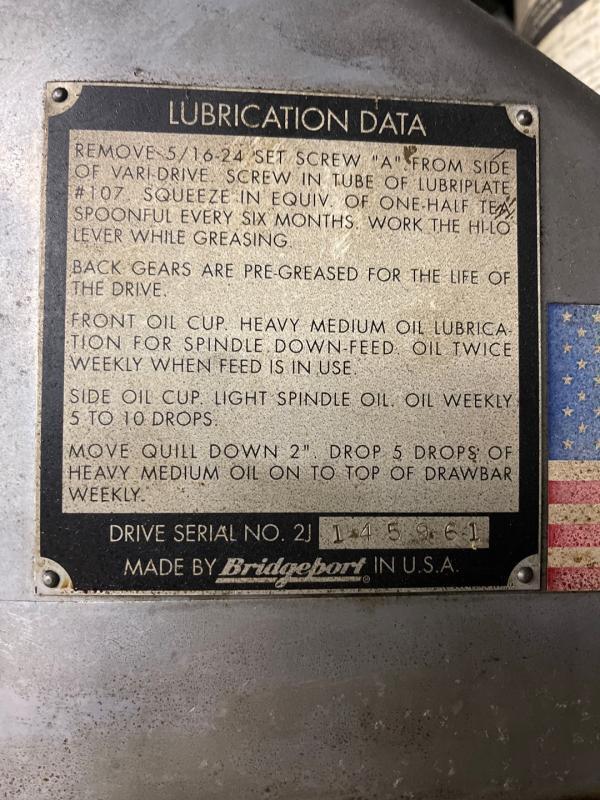 LUBRICATION DATA
REMOVE 5/16-24 SET SCREW "A" FROM SIDE
OF VARI-DRIVE. SCREW IN TUBE OF LUBRIPLATE
#107. SQUEEZE IN EQUIV. OF ONE-HALF TEA
SPOONFUL EVERY SIX MONTHS. WORK THE HI-LO
LEVER WHILE GREASING.
BACK GEARS ARE PRE-GREASED FOR THE LIFE OF
THE DRIVE.
FRONT OIL CUP. HEAVY MEDIUM OIL LUBRICA-
TION FOR SPINDLE DOWN-FEED. OIL TWICE
WEEKLY WHEN FEED IS IN USE.
SIDE OIL CUP. LIGHT SPINDLE OIL. OIL WEEKLY
5 TO 10 DROPS.
MOVE QUILL DOWN 2". DROP 5 DROPS OF
HEAVY MEDIUM OIL ON TO TOP OF DRAWBAR
WEEKLY.
DRIVE SERIAL NO. 2J 145961
MADE BY Bridgeport® IN U.S.A.